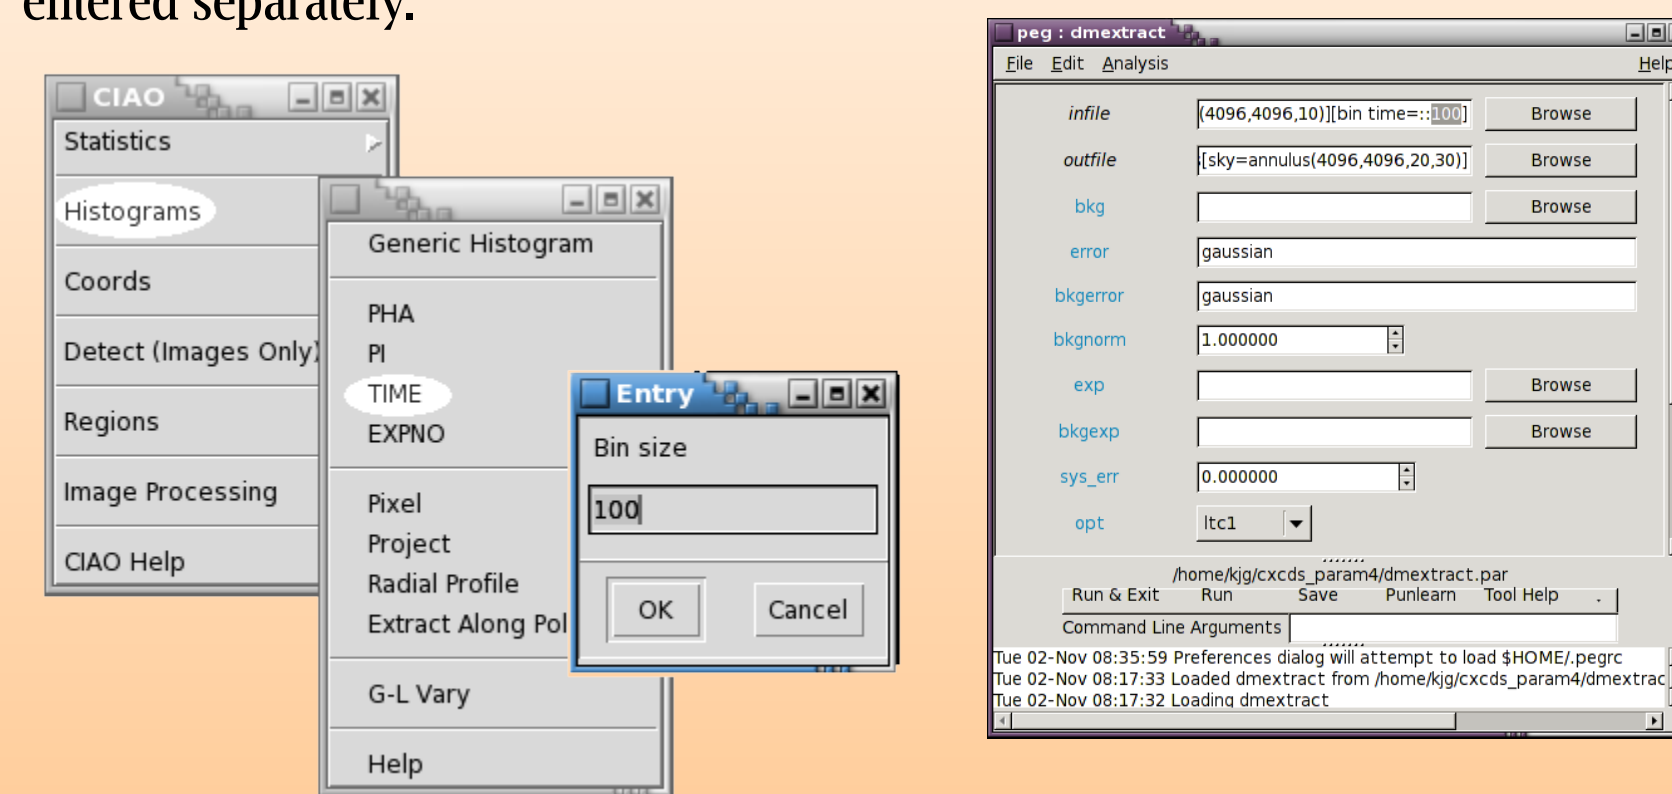 entered separately.
CIAO
Statistics
Histograms
Coords
Detect (Images Only)
Regions
Image Processing
CIAO Help
Generic Histogram
PHA
PI
TIME
EXPNO
Pixel
Project
Radial Profile
Extract Along Pol
G-L Vary
Help
Entry
Bin size
100
OK Cancel
peg : dmextract
File Edit Analysis Help
infile (4096,4096,10)][bin time=::100] Browse
outfile [sky=annulus(4096,4096,20,30)] Browse
bkg Browse
error gaussian
bkgerror gaussian
bkgnorm 1.000000
exp Browse
bkgexp Browse
sys_err 0.000000
opt ltc1
/home/kjg/cxcds_param4/dmextract.par
Run & Exit Run Save Punlearn Tool Help .
Command Line Arguments
Tue 02-Nov 08:35:59 Preferences dialog will attempt to load $HOME/.pegrc
Tue 02-Nov 08:17:33 Loaded dmextract from /home/kjg/cxcds_param4/dmextrac
Tue 02-Nov 08:17:32 Loading dmextract